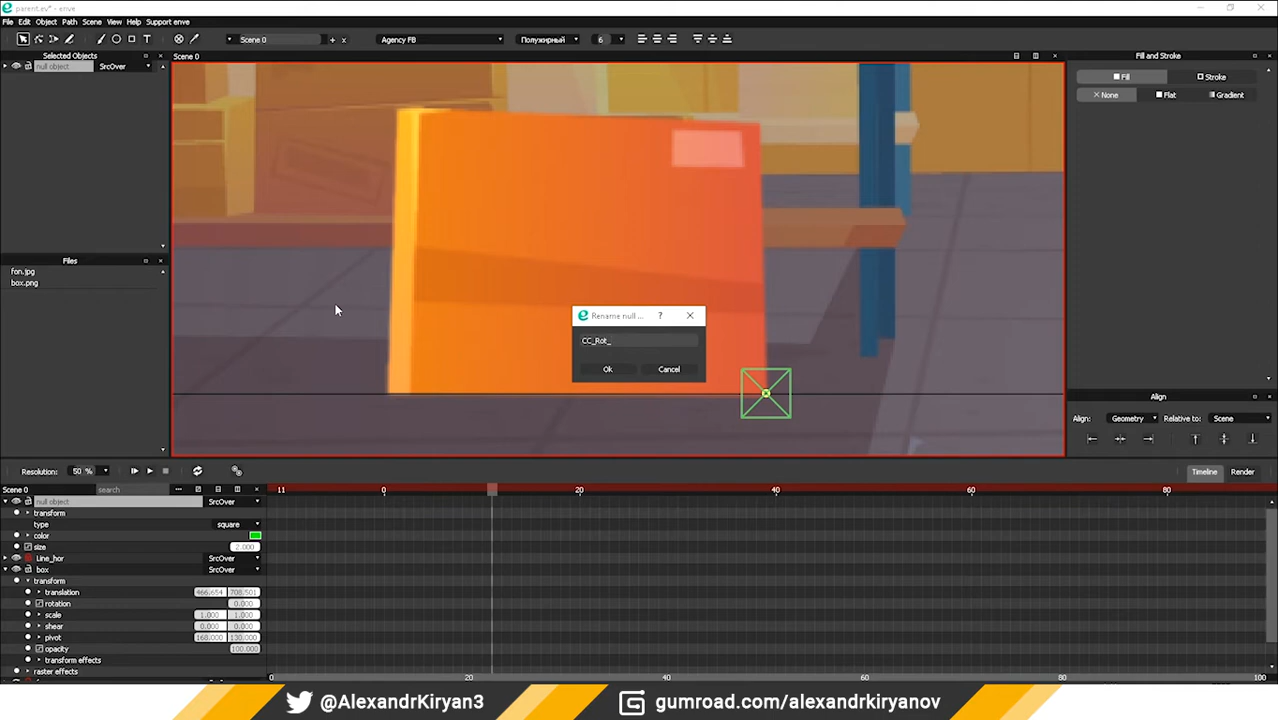 parent.ev* - enve
File Edit Object Path Scene View Help Support enve
Scene 0 + x Agency FB Полужирный 6
Selected Objects
null object SrcOver
Files
fon.jpg
box.png
Scene 0
Rename null ... ?
CC_Rot_
Ok Cancel
Fill and Stroke
Fill Stroke
None Flat Gradient
Align
Align: Geometry Relative to: Scene
Resolution: 50 % Timeline Render
Scene 0 search 11 0 20 40 60 80
null object SrcOver
transform
type square
color
size 2.000
Line_hor SrcOver
box SrcOver
transform
translation 466.654 708.501
rotation 0.000
scale 1.000 1.000
shear 0.000 0.000
pivot 168.000 130.000
opacity 100.000
transform effects
raster effects
0 20 40 60 80 100
@AlexandrKiryan3 gumroad.com/alexandrkiryanov